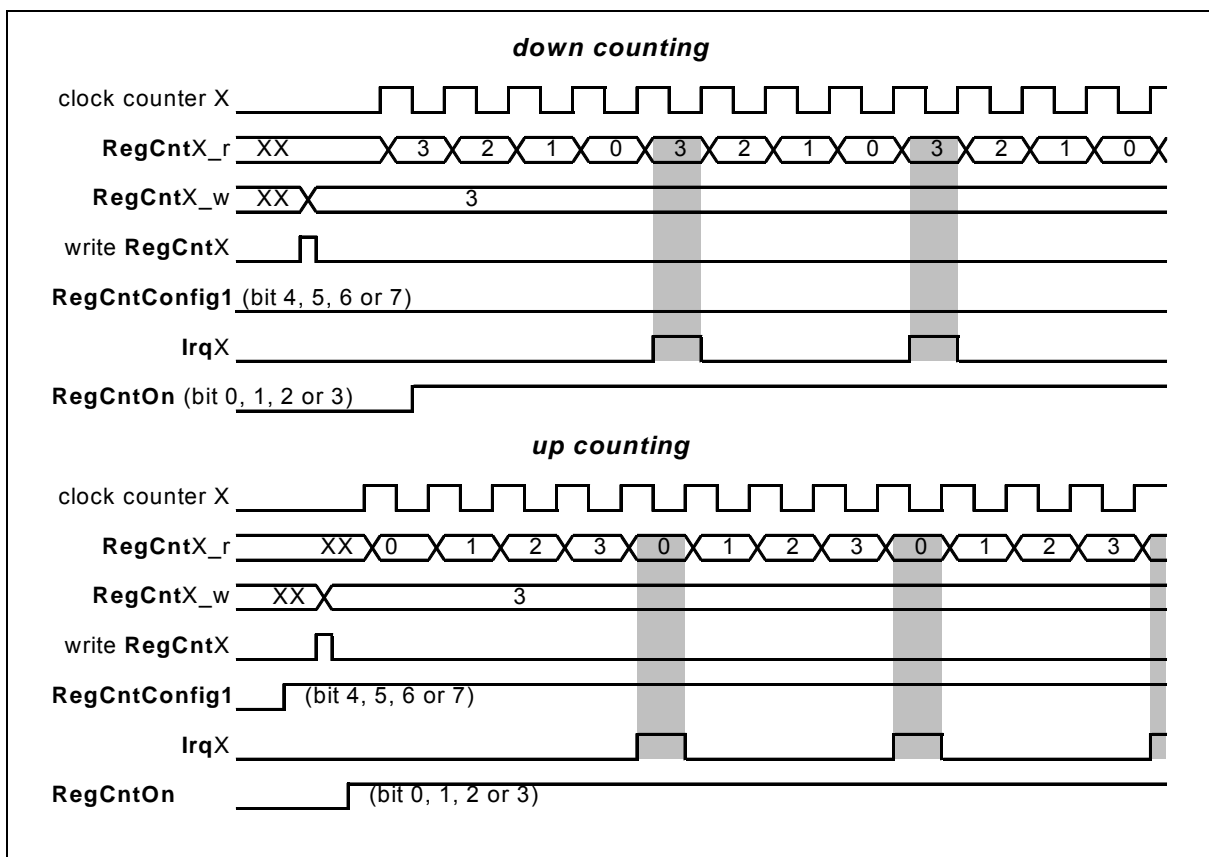 down counting
clock counter X
RegCntX_r XX 3 2 1 0 3 2 1 0 3 2 1 0
RegCntX_w XX 3
write RegCntX
RegCntConfig1 (bit 4, 5, 6 or 7)
IrqX
RegCntOn (bit 0, 1, 2 or 3)
up counting
clock counter X
RegCntX_r XX 0 1 2 3 0 1 2 3 0 1 2 3
RegCntX_w XX 3
write RegCntX
RegCntConfig1 (bit 4, 5, 6 or 7)
IrqX
RegCntOn (bit 0, 1, 2 or 3)